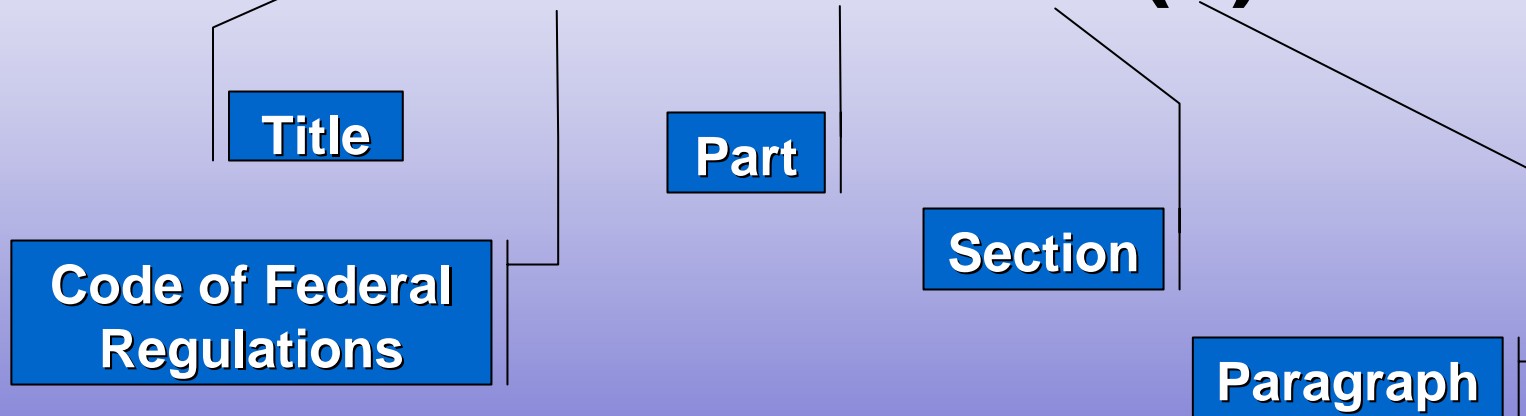 Title
Part
Section
Code of Federal
Regulations
Paragraph